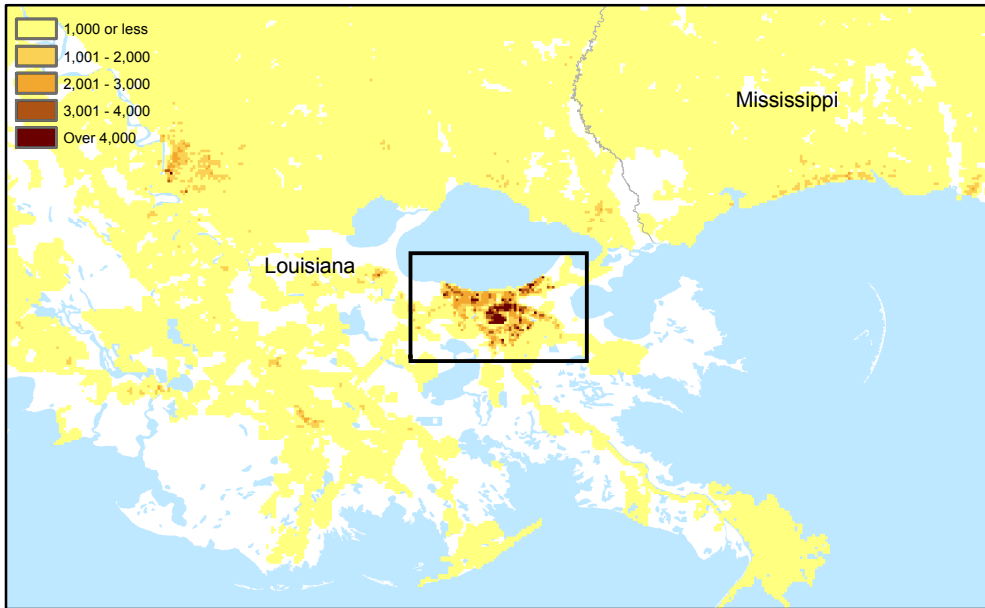 1,000 or less
1,001 - 2,000
2,001 - 3,000
3,001 - 4,000
Over 4,000
Mississippi
Louisiana